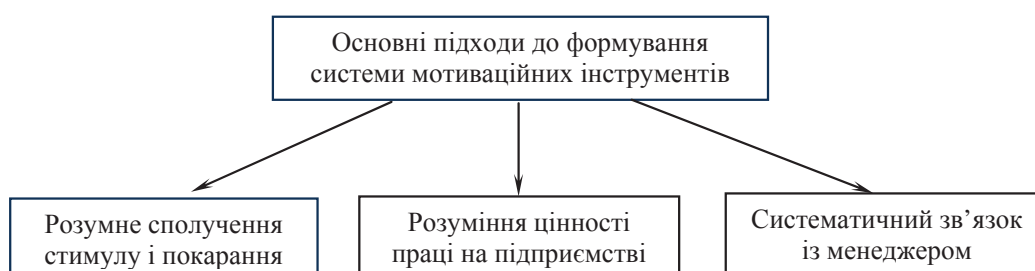 Основні підходи до формування
системи мотиваційних інструментів
Розумне сполучення
стимулу і покарання
Розуміння цінності
праці на підприємстві
Систематичний зв’язок
із менеджером